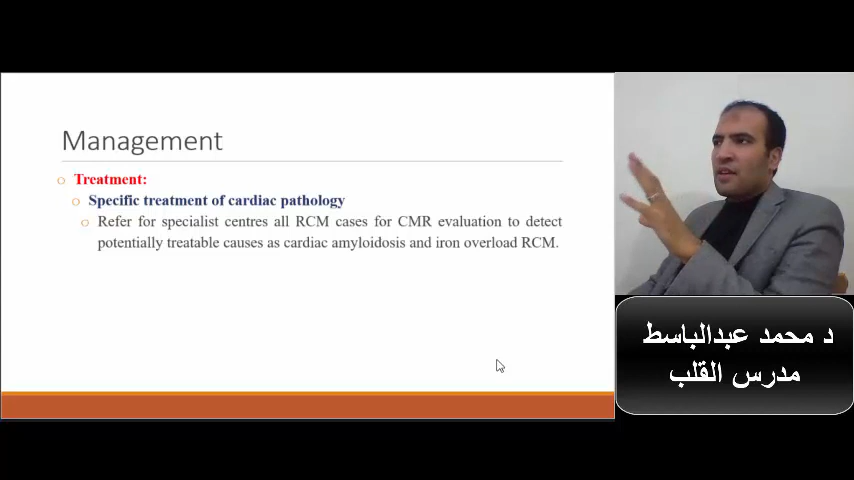 Management
Treatment:
Specific treatment of cardiac pathology
Refer for specialist centres all RCM cases for CMR evaluation to detect
potentially treatable causes as cardiac amyloidosis and iron overload RCM.
د محمد عبدالباسط
مدرس القلب